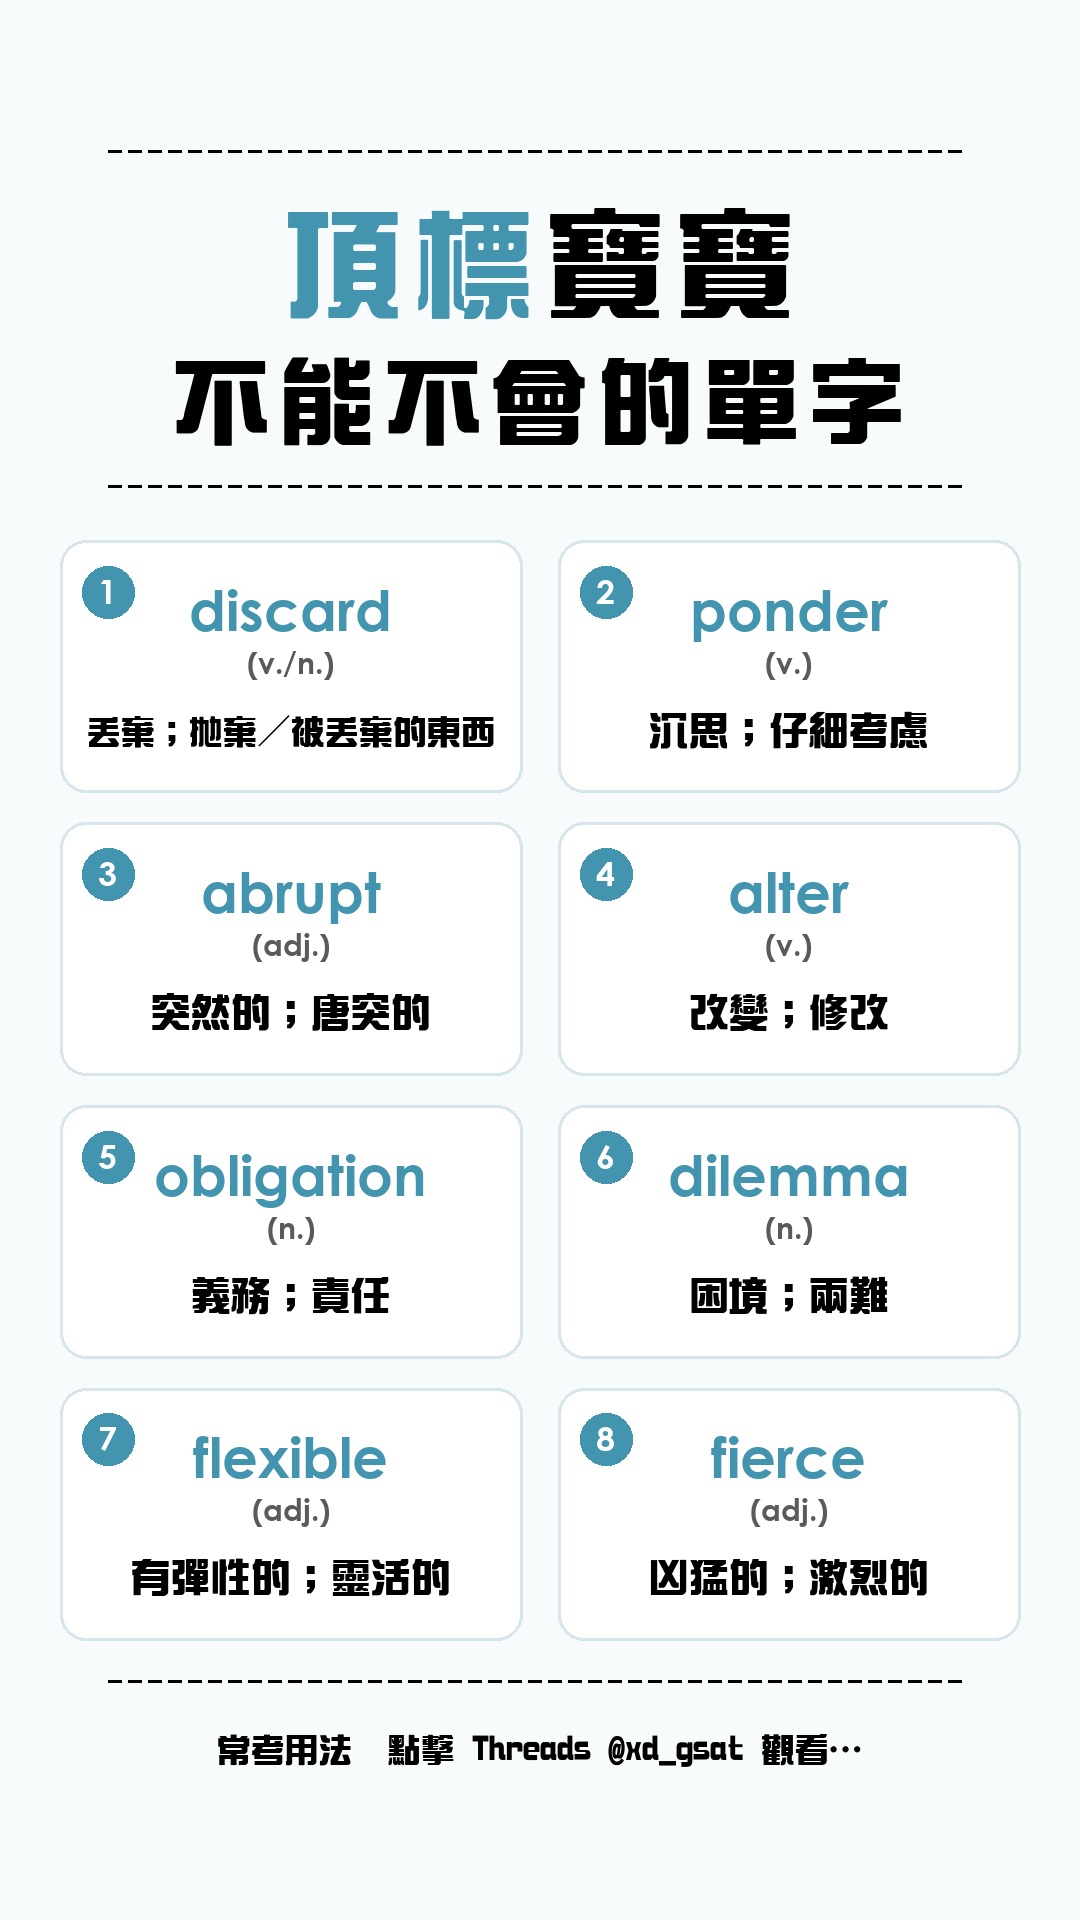 頂標寶寶
不能不會的單字
1
discard
(v./n.)
丟棄；拋棄／被丟棄的東西
2
ponder
(v.)
沉思；仔細考慮
3
abrupt
(adj.)
突然的；唐突的
4
alter
(v.)
改變；修改
5
obligation
(n.)
義務；責任
6
dilemma
(n.)
困境；兩難
7
flexible
(adj.)
有彈性的；靈活的
8
fierce
(adj.)
凶猛的；激烈的
常考用法 點擊 Threads @xd_gsat 觀看…